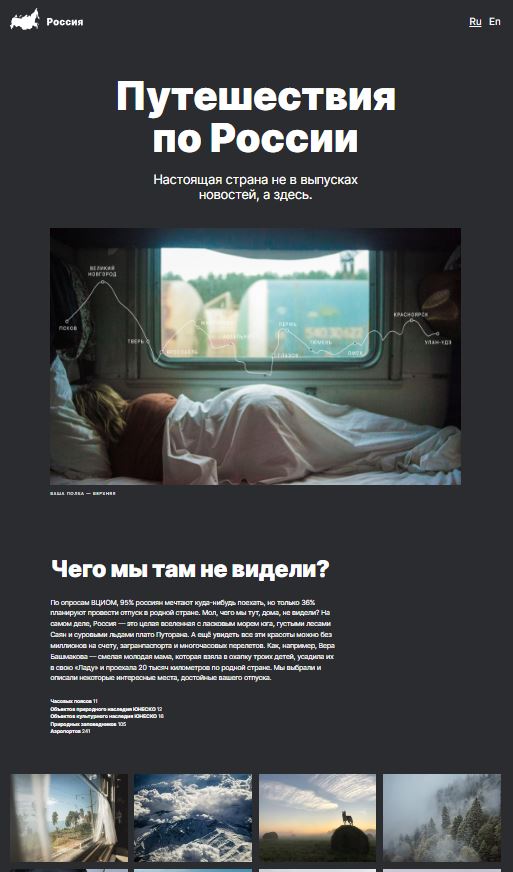 Россия
Ru En
Путешествия
по России
Настоящая страна не в выпусках
новостей, а здесь.
ВЕЛИКИЙ
НОВГОРОД
ПСКОВ
ТВЕРЬ
ЯРОСЛАВЛЬ
ПЕРМЬ
ГЛАЗОВ
ТЮМЕНЬ
ОМСК
КРАСНОЯРСК
УЛАН-УДЭ
ВАША ПОЛКА — ВЕРХНЯЯ
Чего мы там не видели?
По опросам ВЦИОМ, 95% россиян мечтают куда-нибудь поехать, но только 36%
планируют провести отпуск в родной стране. Мол, чего мы тут, дома, не видели? На
самом деле, Россия — это целая вселенная с ласковым морем юга, густыми лесами
Саян и суровыми льдами плато Путорана. А ещё увидеть все эти красоты можно без
миллионов на счету, загранпаспорта и многочасовых перелетов. Как, например, Вера
Башмакова — смелая молодая мама, которая взяла в охапку троих детей, усадила их
в свою «Ладу» и проехала 20 тысяч километров по родной стране. Мы выбрали и
описали некоторые интересные места, достойные вашего отпуска.
Часовых поясов 11
Объектов природного наследия ЮНЕСКО 12
Объектов культурного наследия ЮНЕСКО 16
Природных заповедников 105
Аэропортов 241